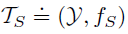 𝒯_S ≐ (𝒴, f_S)